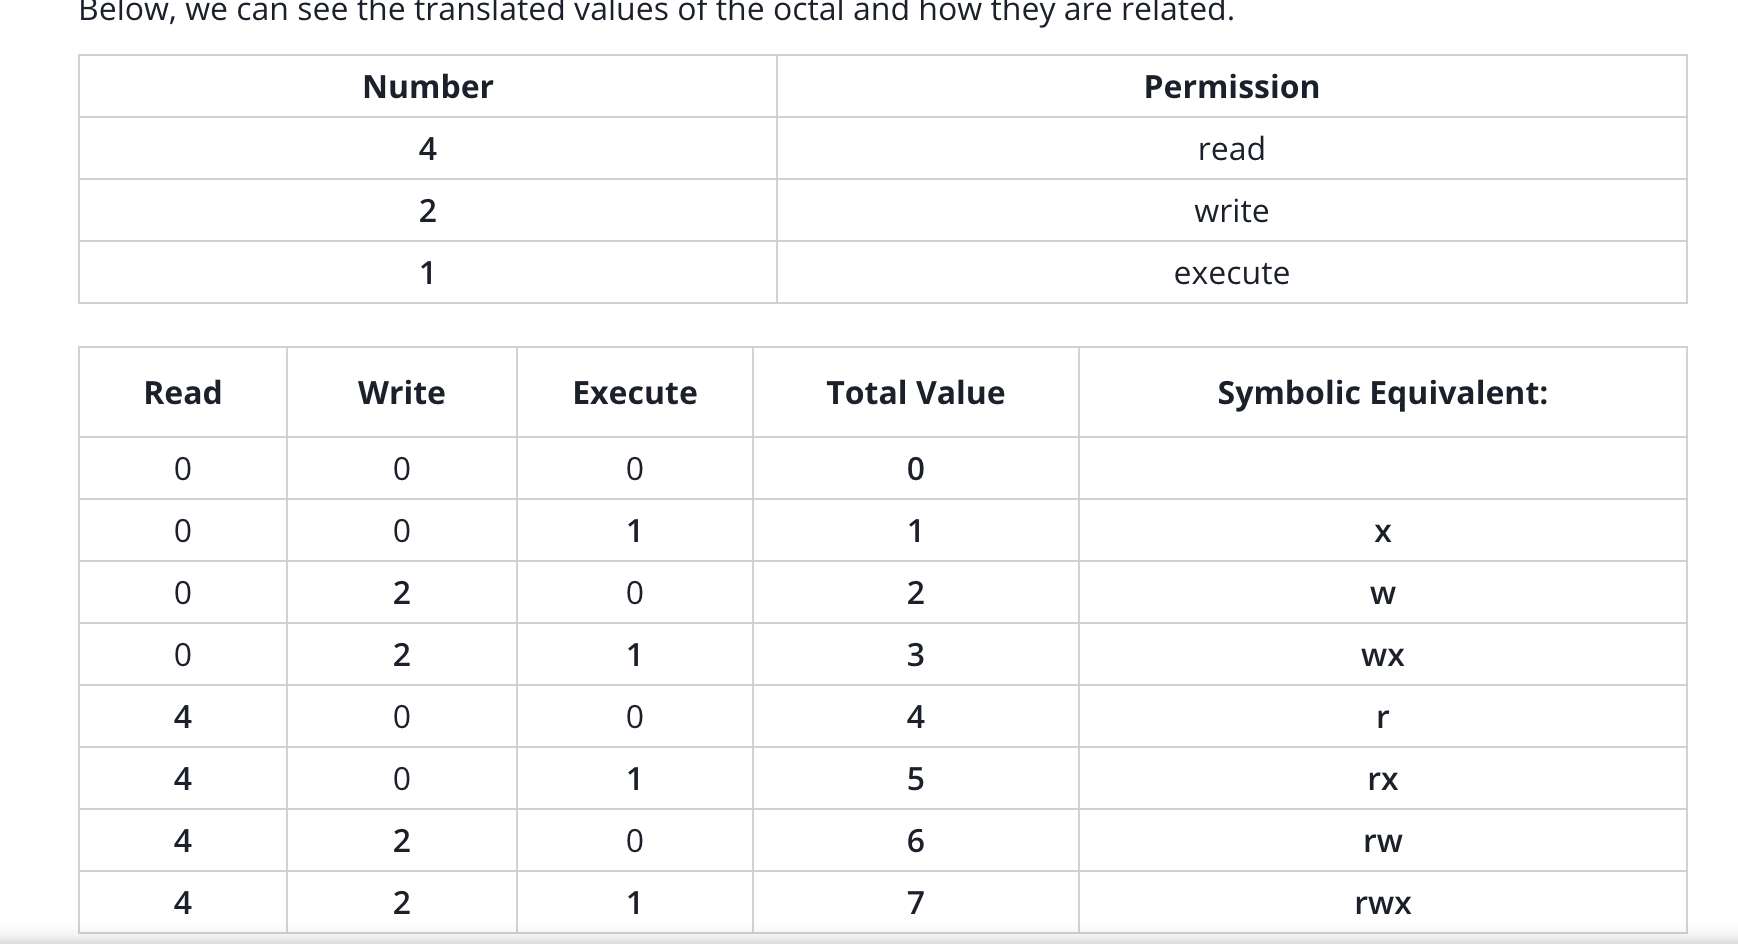 Below, we can see the translated values of the octal and how they are related.
Number Permission
4 read
2 write
1 execute
Read Write Execute Total Value Symbolic Equivalent:
0 0 0 0
0 0 1 1 x
0 2 0 2 w
0 2 1 3 wx
4 0 0 4 r
4 0 1 5 rx
4 2 0 6 rw
4 2 1 7 rwx